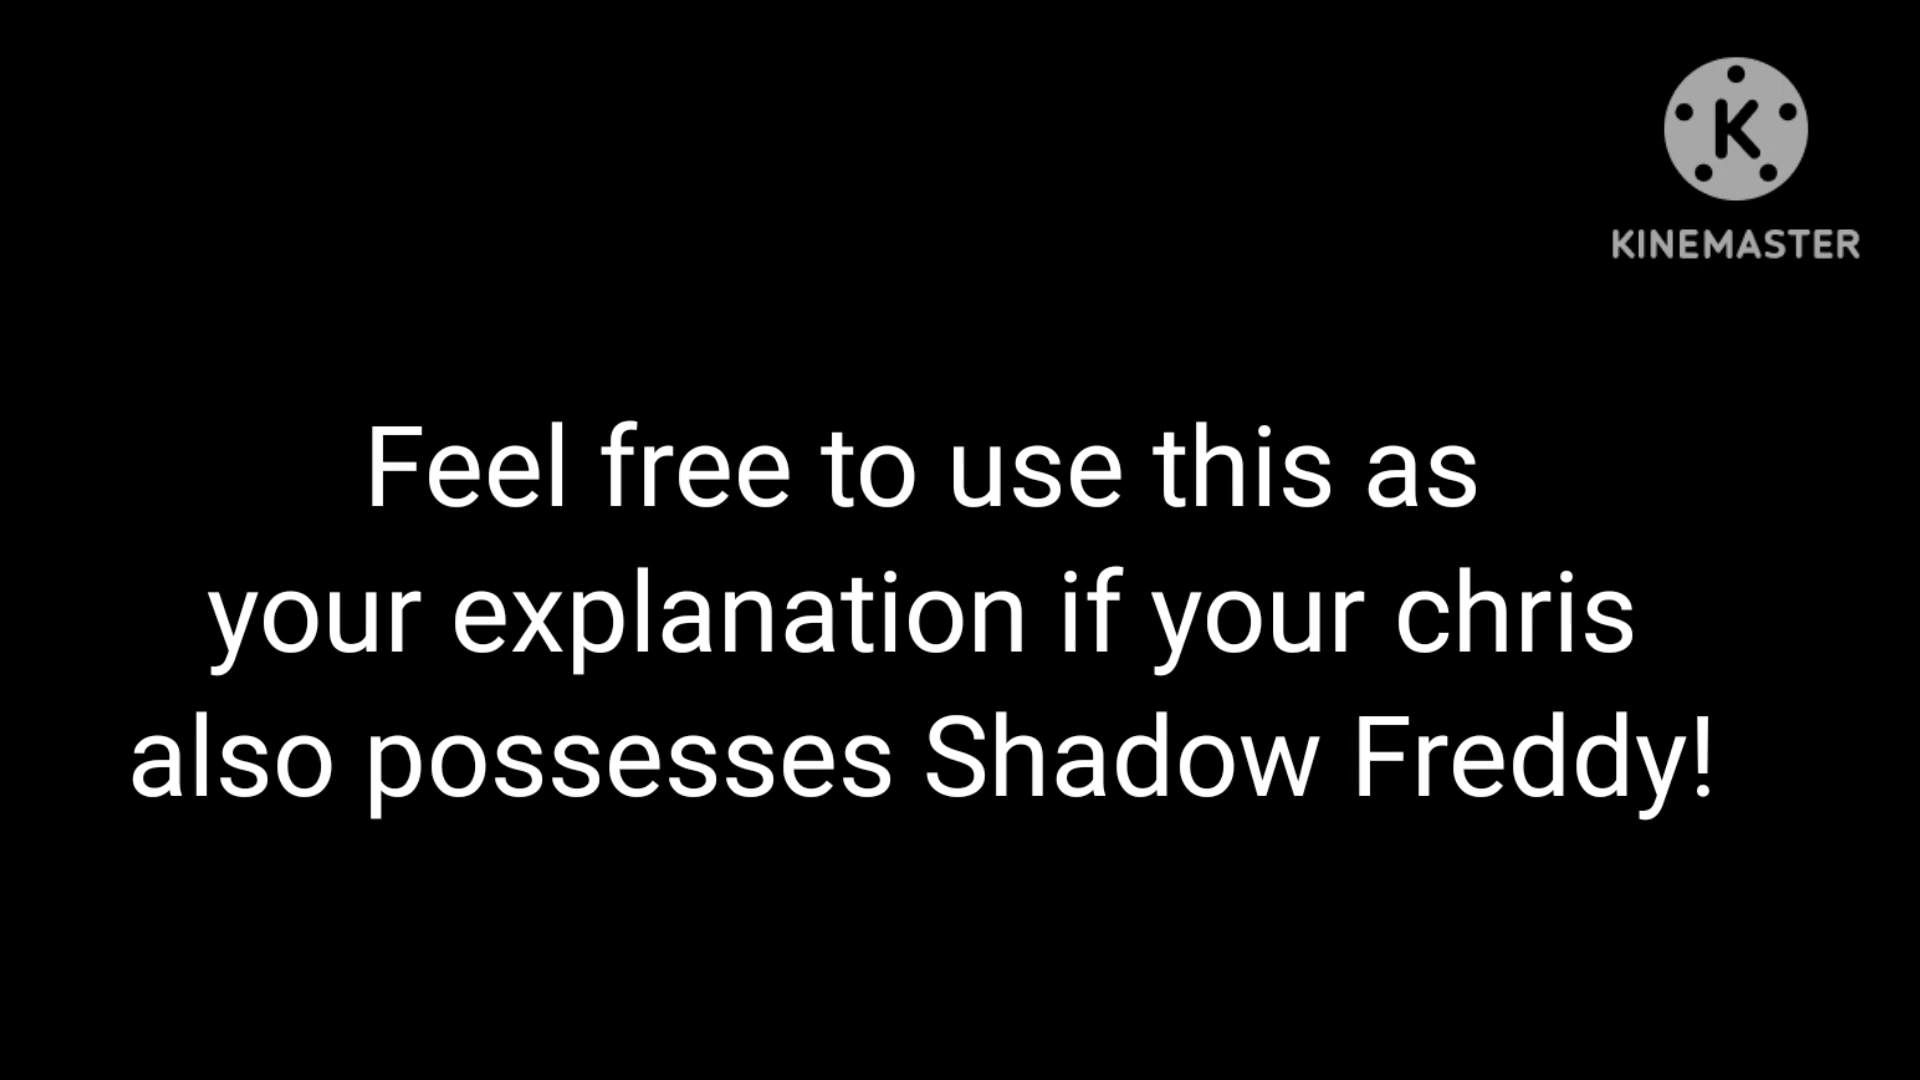 K
KINEMASTER
Feel free to use this as
your explanation if your chris
also possesses Shadow Freddy!